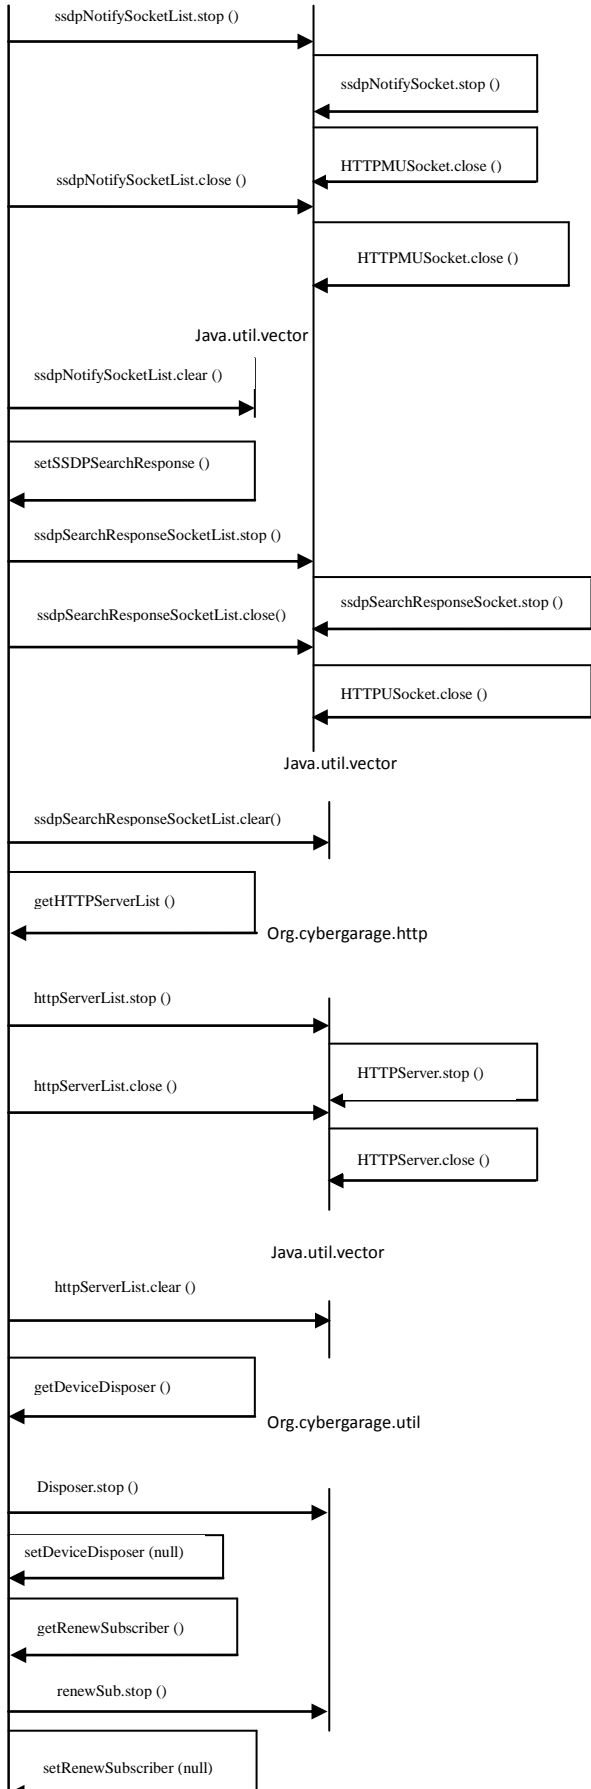 ssdpNotifySocketList.stop ()
ssdpNotifySocket.stop ()
HTTPMUSocket.close ()
ssdpNotifySocketList.close ()
HTTPMUSocket.close ()
Java.util.vector
ssdpNotifySocketList.clear ()
setSSDPSearchResponse ()
ssdpSearchResponseSocketList.stop ()
ssdpSearchResponseSocket.stop ()
ssdpSearchResponseSocketList.close()
HTTPUSocket.close ()
Java.util.vector
ssdpSearchResponseSocketList.clear()
getHTTPServerList ()
Org.cybergarage.http
httpServerList.stop ()
HTTPServer.stop ()
httpServerList.close ()
HTTPServer.close ()
Java.util.vector
httpServerList.clear ()
getDeviceDisposer ()
Org.cybergarage.util
Disposer.stop ()
setDeviceDisposer (null)
getRenewSubscriber ()
renewSub.stop ()
setRenewSubscriber (null)